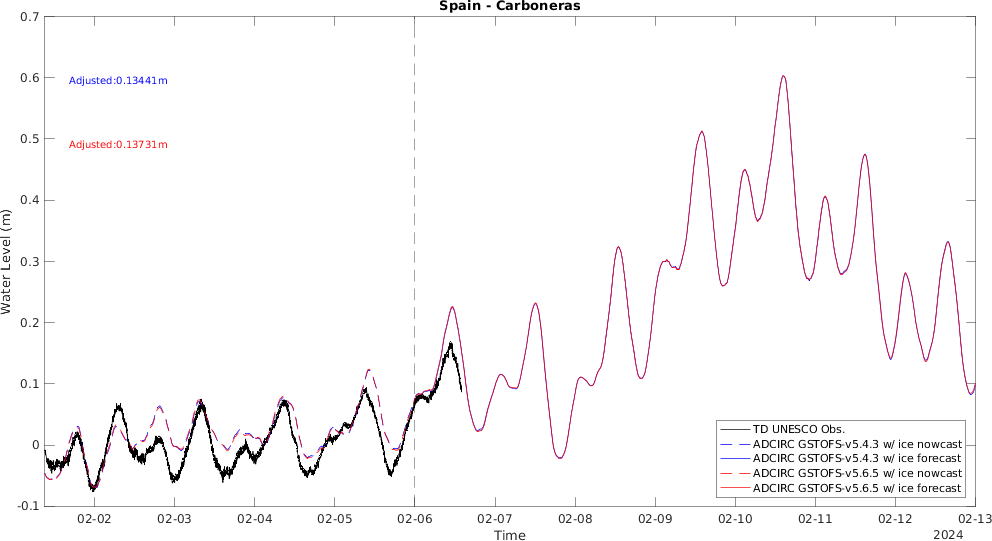 Spain - Carboneras
0.7
0.6
0.5
0.4
0.3
0.2
0.1
0
-0.1
Water Level (m)
Adjusted:0.13441m
Adjusted:0.13731m
TD UNESCO Obs.
ADCIRC GSTOFS-v5.4.3 w/ ice nowcast
ADCIRC GSTOFS-v5.4.3 w/ ice forecast
ADCIRC GSTOFS-v5.6.5 w/ ice nowcast
ADCIRC GSTOFS-v5.6.5 w/ ice forecast
02-02 02-03 02-04 02-05 02-06 02-07 02-08 02-09 02-10 02-11 02-12 02-13
Time
2024